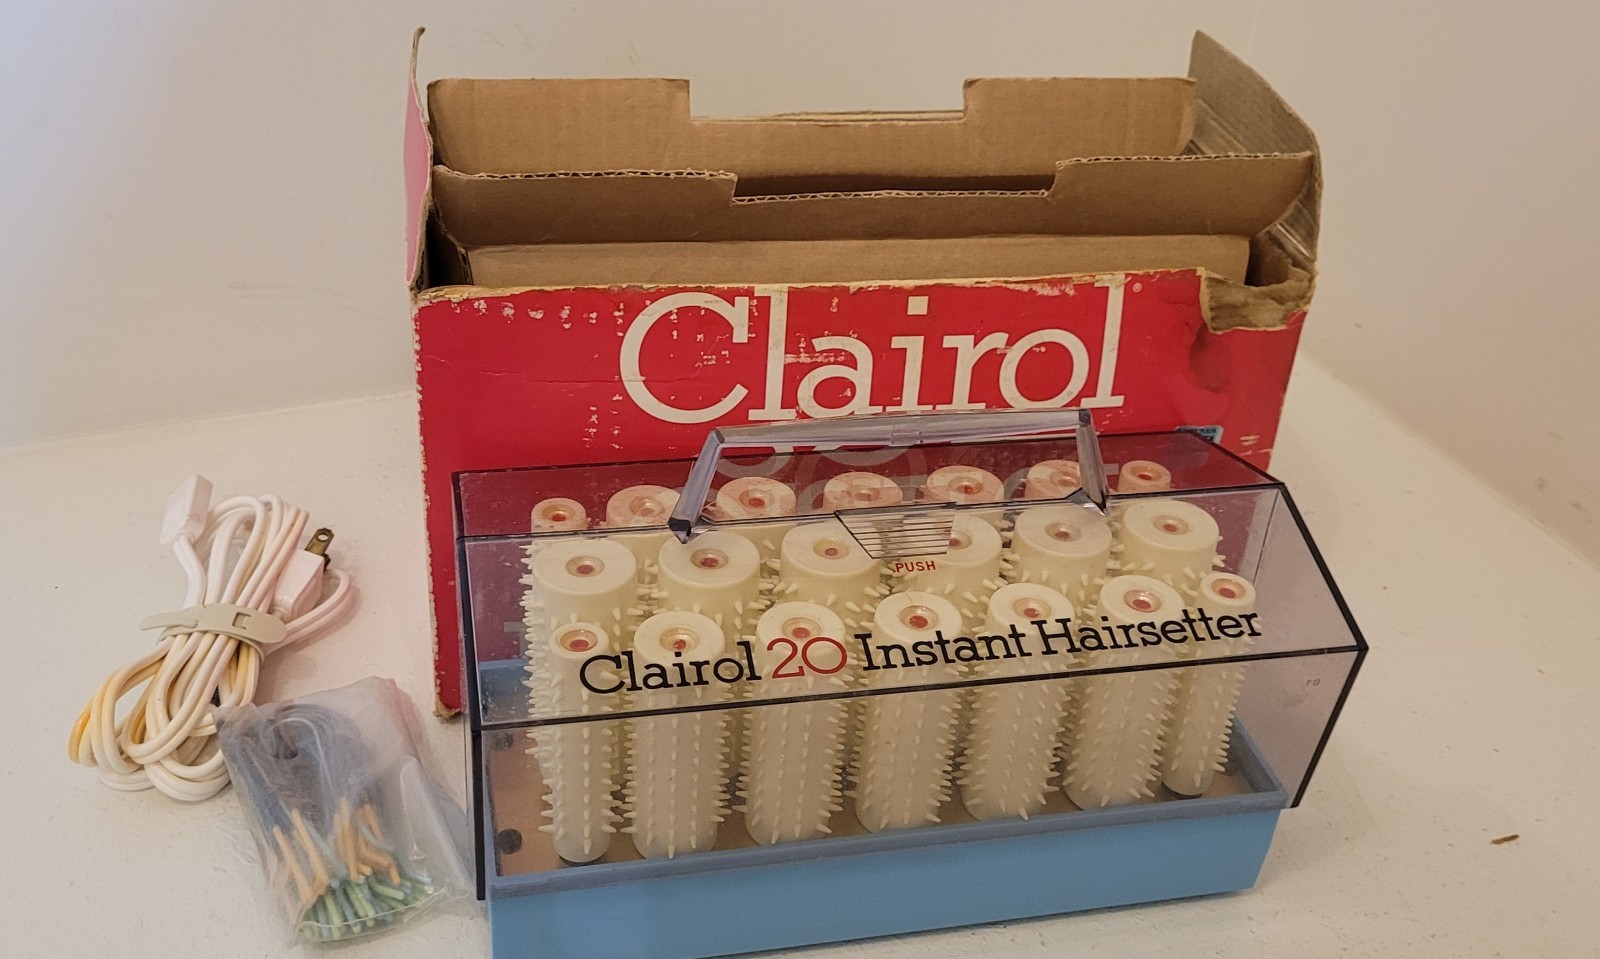 Clairol®
PUSH
Clairol 20 Instant Hairsetter